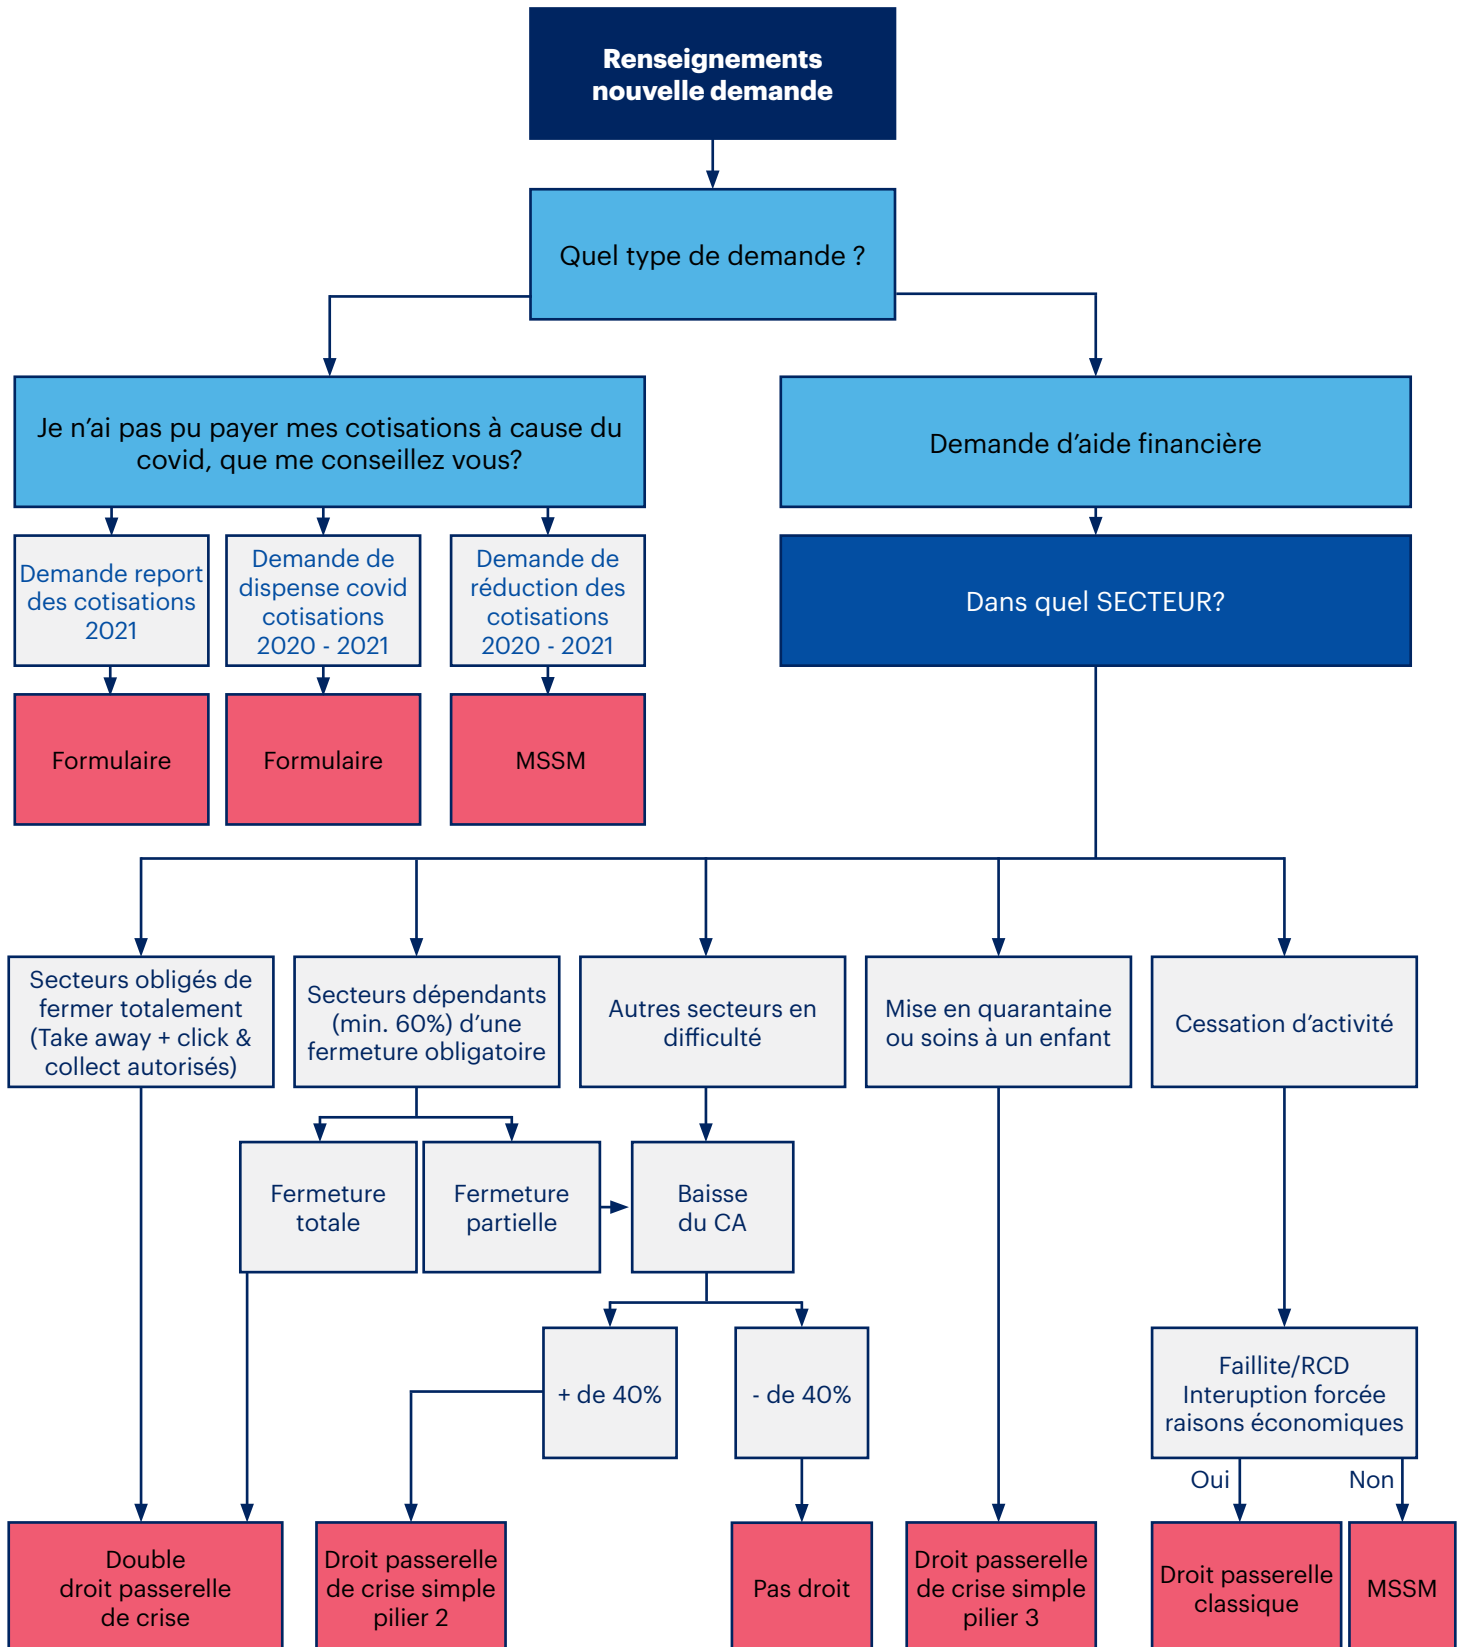 Renseignements
nouvelle demande
Quel type de demande ?
Je n'ai pas pu payer mes cotisations à cause du
covid, que me conseillez vous?
Demande d'aide financière
Demande report
des cotisations
2021
Demande de
dispense covid
cotisations
2020 - 2021
Demande de
réduction des
cotisations
2020 - 2021
Dans quel SECTEUR?
Formulaire
Formulaire
MSSM
Secteurs obligés de
fermer totalement
(Take away + click &
collect autorisés)
Secteurs dépendants
(min. 60%) d'une
fermeture obligatoire
Autres secteurs en
difficulté
Mise en quarantaine
ou soins à un enfant
Cessation d'activité
Fermeture
totale
Fermeture
partielle
Baisse
du CA
+ de 40%
- de 40%
Faillite/RCD
Interuption forcée
raisons économiques
Oui
Non
Double
droit passerelle
de crise
Droit passerelle
de crise simple
pilier 2
Pas droit
Droit passerelle
de crise simple
pilier 3
Droit passerelle
classique
MSSM